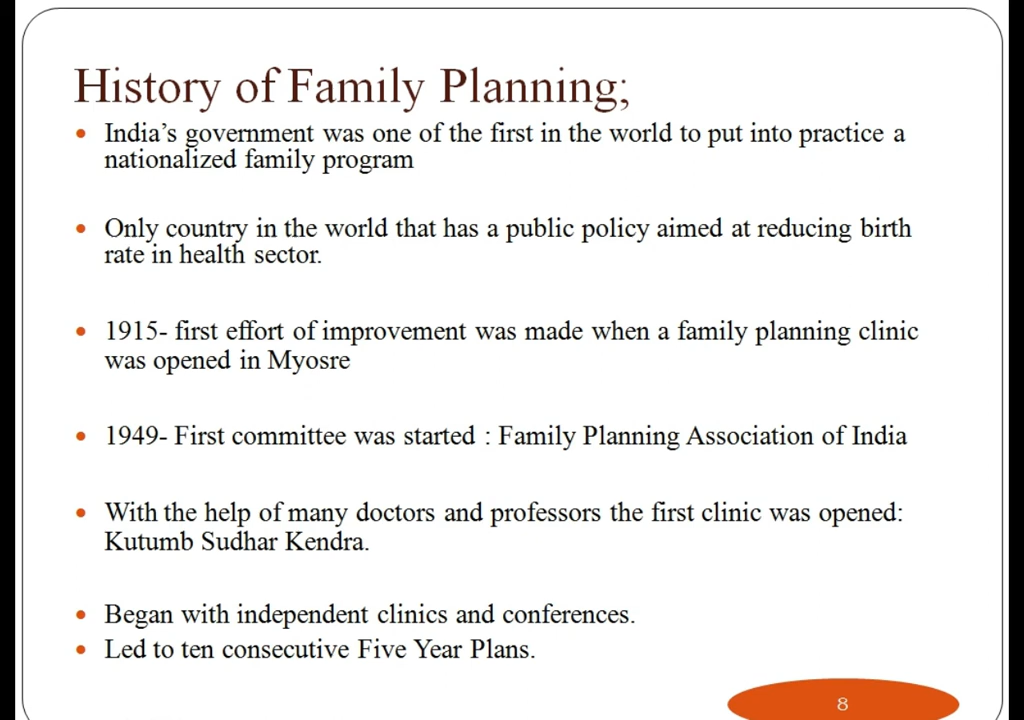 History of Family Planning;
• India's government was one of the first in the world to put into practice a
nationalized family program
• Only country in the world that has a public policy aimed at reducing birth
rate in health sector.
• 1915- first effort of improvement was made when a family planning clinic
was opened in Myosre
• 1949- First committee was started : Family Planning Association of India
• With the help of many doctors and professors the first clinic was opened:
Kutumb Sudhar Kendra.
• Began with independent clinics and conferences.
• Led to ten consecutive Five Year Plans.
8